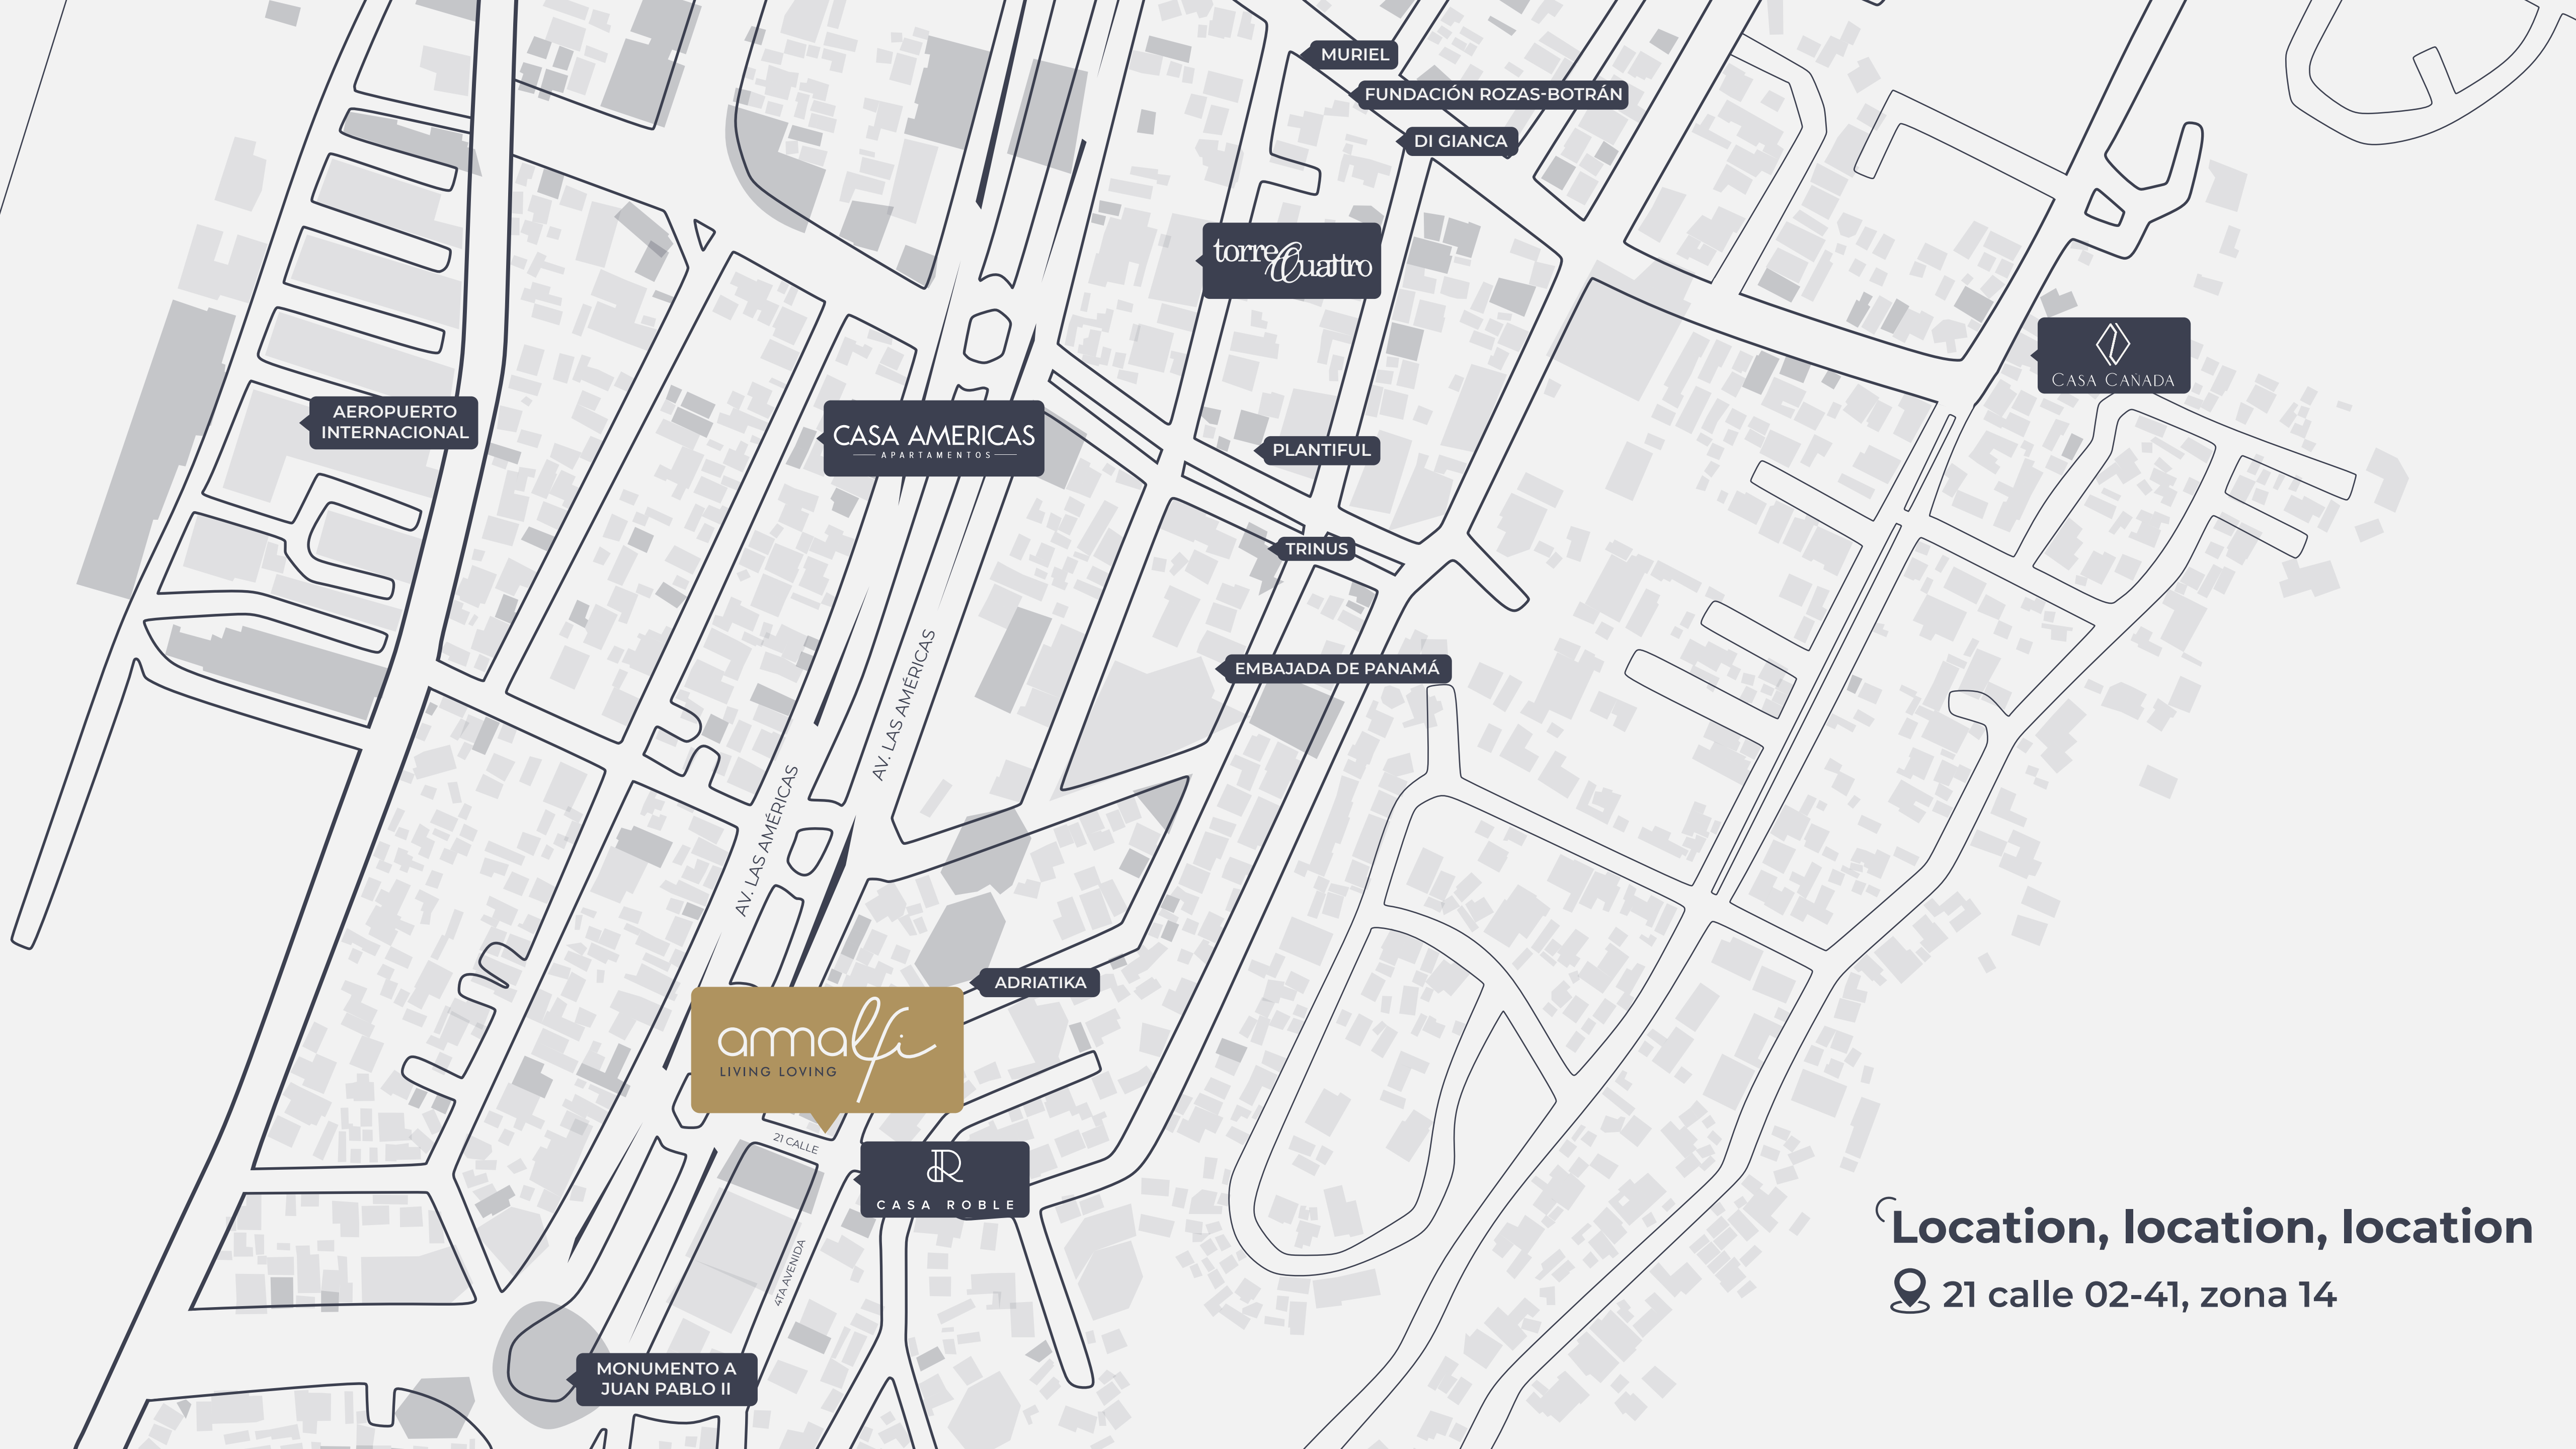 MURIEL
FUNDACIÓN ROZAS-BOTRÁN
DI GIANCA
torre Quattro
CASA CAÑADA
AEROPUERTO
INTERNACIONAL
CASA AMERICAS
APARTAMENTOS
PLANTIFUL
TRINUS
EMBAJADA DE PANAMÁ
AV. LAS AMÉRICAS
AV. LAS AMÉRICAS
ADRIATIKA
armalfi
LIVING LOVING
21 CALLE
CASA ROBLE
4TA AVENIDA
Location, location, location
21 calle 02-41, zona 14
MONUMENTO A
JUAN PABLO II